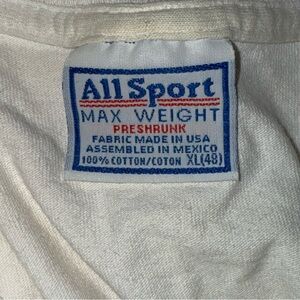 All Sport
MAX WEIGHT
PRESHRUNK
FABRIC MADE IN USA
ASSEMBLED IN MEXICO
100% COTTON/COTON XL(48)